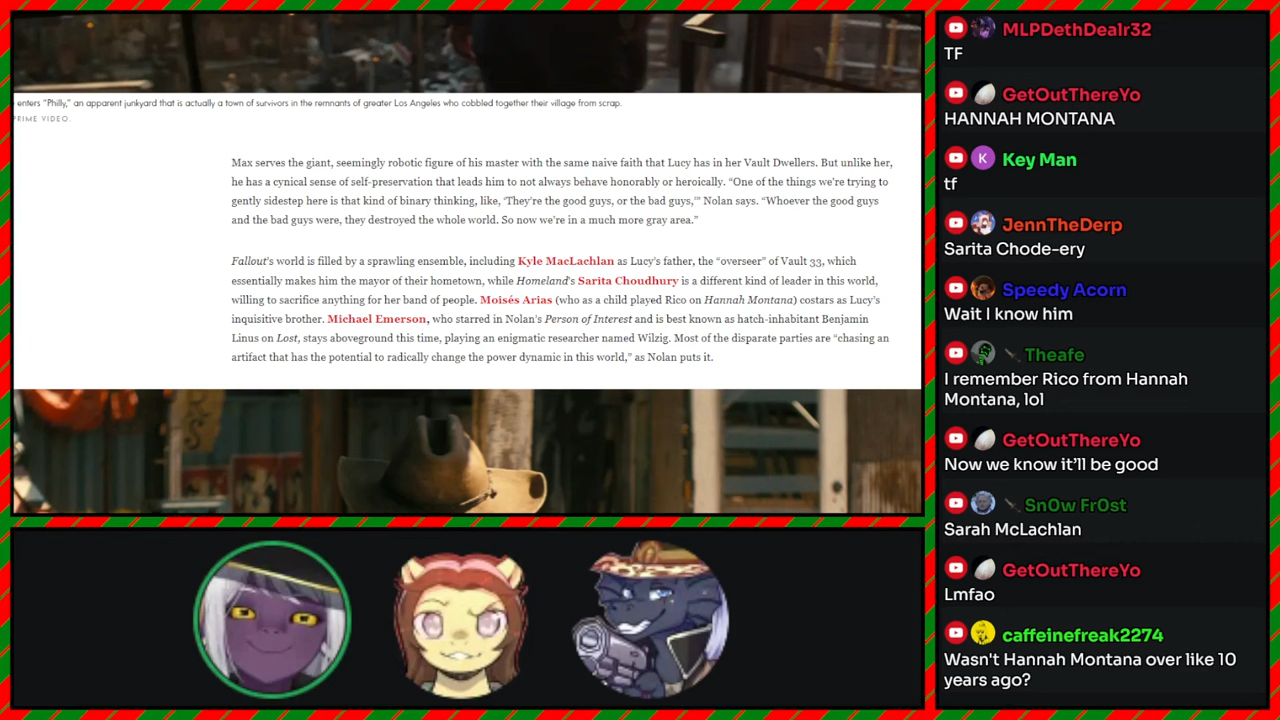 enters “Philly,” an apparent junkyard that is actually a town of survivors in the remnants of greater Los Angeles who cobbled together their village from scrap.
PRIME VIDEO.
Max serves the giant, seemingly robotic figure of his master with the same naive faith that Lucy has in her Vault Dwellers. But unlike her,
he has a cynical sense of self-preservation that leads him to not always behave honorably or heroically. “One of the things we’re trying to
gently sidestep here is that kind of binary thinking, like, ‘They’re the good guys, or the bad guys,’” Nolan says. “Whoever the good guys
and the bad guys were, they destroyed the whole world. So now we’re in a much more gray area.”
Fallout’s world is filled by a sprawling ensemble, including Kyle MacLachlan as Lucy’s father, the “overseer” of Vault 33, which
essentially makes him the mayor of their hometown, while Homeland’s Sarita Choudhury is a different kind of leader in this world,
willing to sacrifice anything for her band of people. Moisés Arias (who as a child played Rico on Hannah Montana) costars as Lucy’s
inquisitive brother. Michael Emerson, who starred in Nolan’s Person of Interest and is best known as hatch-inhabitant Benjamin
Linus on Lost, stays aboveground this time, playing an enigmatic researcher named Wilzig. Most of the disparate parties are “chasing an
artifact that has the potential to radically change the power dynamic in this world,” as Nolan puts it.
MLPDethDealr32
TF
GetOutThereYo
HANNAH MONTANA
K Key Man
tf
JennTheDerp
Sarita Chode-ery
Speedy Acorn
Wait I know him
Theafe
I remember Rico from Hannah
Montana, lol
GetOutThereYo
Now we know it’ll be good
Sn0w Fr0st
Sarah McLachlan
GetOutThereYo
Lmfao
caffeinefreak2274
Wasn't Hannah Montana over like 10
years ago?